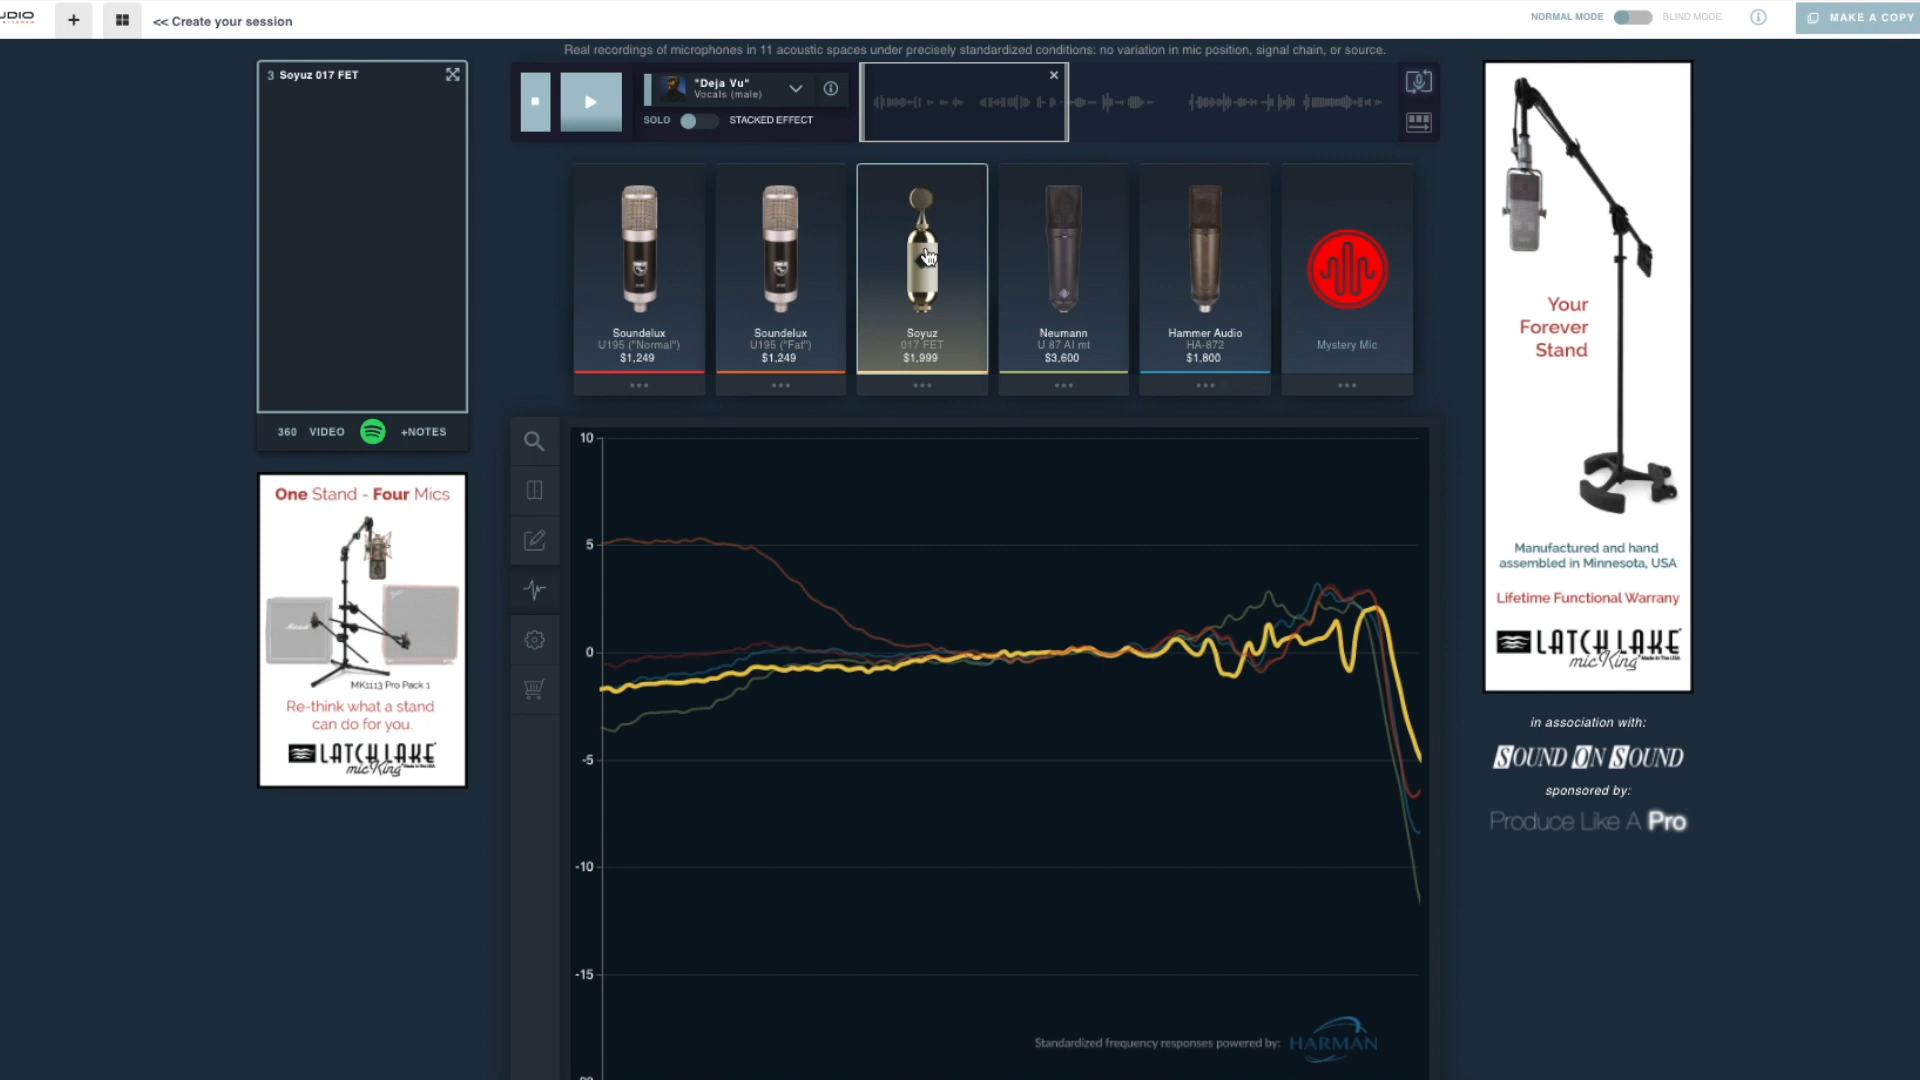 UDIO
+
<< Create your session
NORMAL MODE
BLIND MODE
MAKE A COPY
Real recordings of microphones in 11 acoustic spaces under precisely standardized conditions: no variation in mic position, signal chain, or source.
3 Soyuz 017 FET
360 VIDEO +NOTES
"Deja Vu"
Vocals (male)
SOLO STACKED EFFECT
Soundelux
U195 ("Normal")
$1,249
Soundelux
U195 ("Fat")
$1,249
Soyuz
017 FET
$1,999
Neumann
U 87 AI mt
$3,600
Hammer Audio
HA-872
$1,800
Mystery Mic
10
5
0
-5
-10
-15
Standardized frequency responses powered by: HARMAN
One Stand - Four Mics
Marshall
MK1113 Pro Pack 1
Re-think what a stand
can do for you.
LATCH LAKE
micKing
Your
Forever
Stand
Manufactured and hand
assembled in Minnesota, USA
Lifetime Functional Warrany
LATCH LAKE
micKing
in association with:
SOUND ON SOUND
sponsored by:
Produce Like A Pro